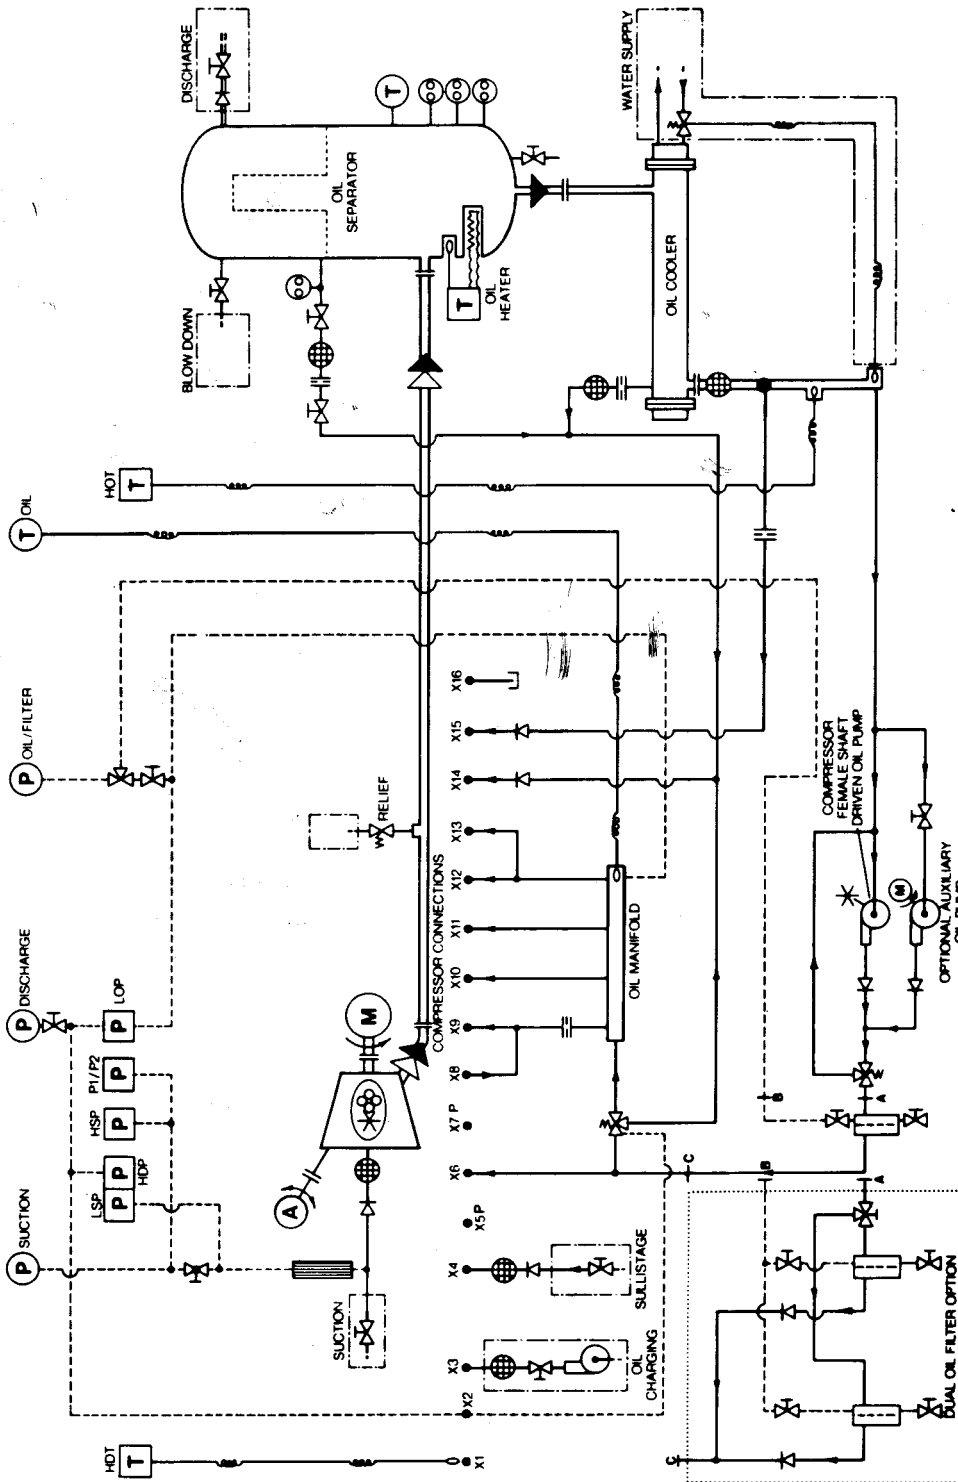 DISCHARGE
WATER SUPPLY
T
OIL
SEPARATOR
OIL COOLER
T
OIL
HEATER
BLOW DOWN
HOT
T
T OIL
P OIL/FILTER
X16
X15
X14
X13
X12
X11
X10
X9
X8
X7 P
X6
X5 P
X4
X3
X2
X1
RELIEF
COMPRESSOR CONNECTIONS
OIL MANIFOLD
COMPRESSOR
FEMALE SHAFT
DRIVEN OIL PUMP
M
OPTIONAL AUXILIARY
P DISCHARGE
P LOP
P1/P2
P
HSP
P
P HDP
LSP
P
P SUCTION
M
A
SUCTION
SULLISTAGE
OIL
CHARGING
HDT
T
B
A
C
B
A
C
DUAL OIL FILTER OPTION